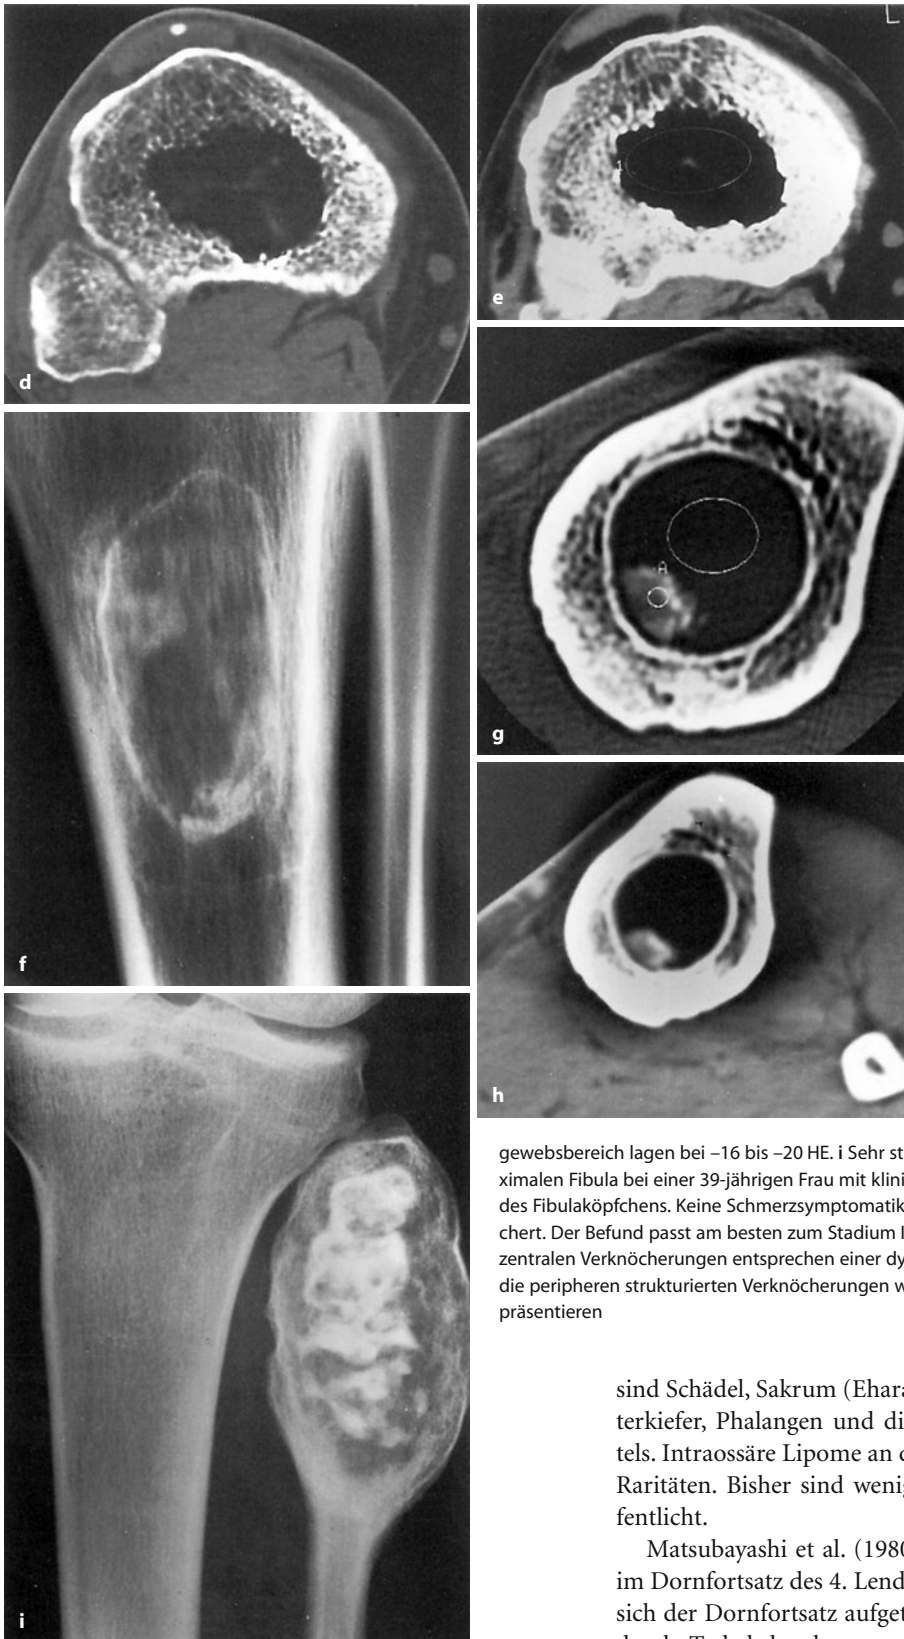 L
1
d
e
A
f
g
h
i
gewebsbereich lagen bei –16 bis –20 HE. i Sehr st
ximalen Fibula bei einer 39-jährigen Frau mit klini
des Fibulaköpfchens. Keine Schmerzsymptomatik
chert. Der Befund passt am besten zum Stadium I
zentralen Verknöcherungen entsprechen einer dy
die peripheren strukturierten Verknöcherungen w
präsentieren
sind Schädel, Sakrum (Ehara
terkiefer, Phalangen und di
tels. Intraossäre Lipome an d
Raritäten. Bisher sind wenig
fentlicht.
Matsubayashi et al. (1980
im Dornfortsatz des 4. Lend
sich der Dornfortsatz aufget